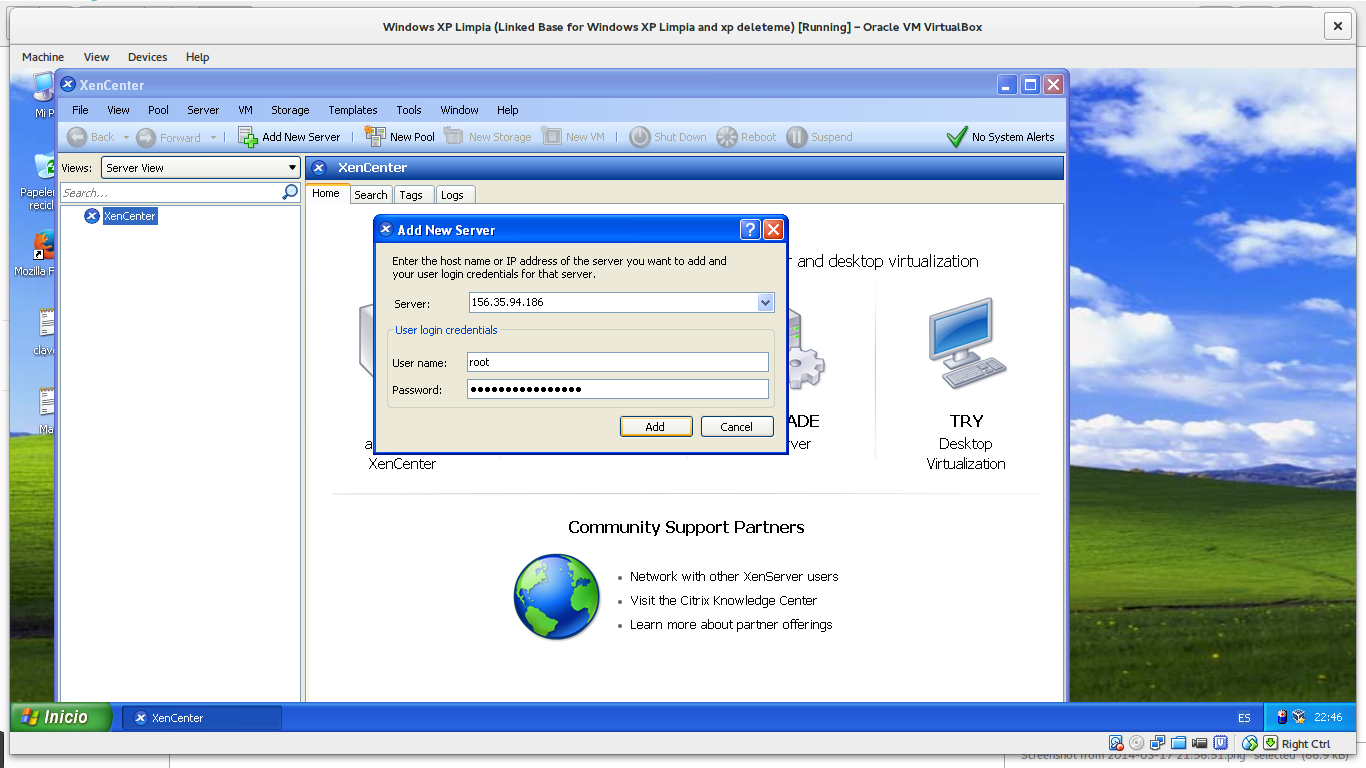 Windows XP Limpia (Linked Base for Windows XP Limpia and xp deleteme) [Running] – Oracle VM VirtualBox
Machine View Devices Help
XenCenter
File View Pool Server VM Storage Templates Tools Window Help
Back Forward Add New Server New Pool New Storage New VM Shut Down Reboot Suspend No System Alerts
Views: Server View
XenCenter
Search...
Home Search Tags Logs
XenCenter
Mi P
Papeler
recicl
Mozilla F
clav
Ma
Add New Server
Enter the host name or IP address of the server you want to add and
your user login credentials for that server.
Server: 156.35.94.186
User login credentials
User name: root
Password: ●●●●●●●●●●●●●●●●
Add Cancel
r and desktop virtualization
a
XenCenter
ADE
rver
TRY
Desktop
Virtualization
Community Support Partners
Network with other XenServer users
Visit the Citrix Knowledge Center
Learn more about partner offerings
Inicio XenCenter ES 22:46
Right Ctrl
Screenshot from 2014-03-17 21:56:51.png" selected (66.9 kB)